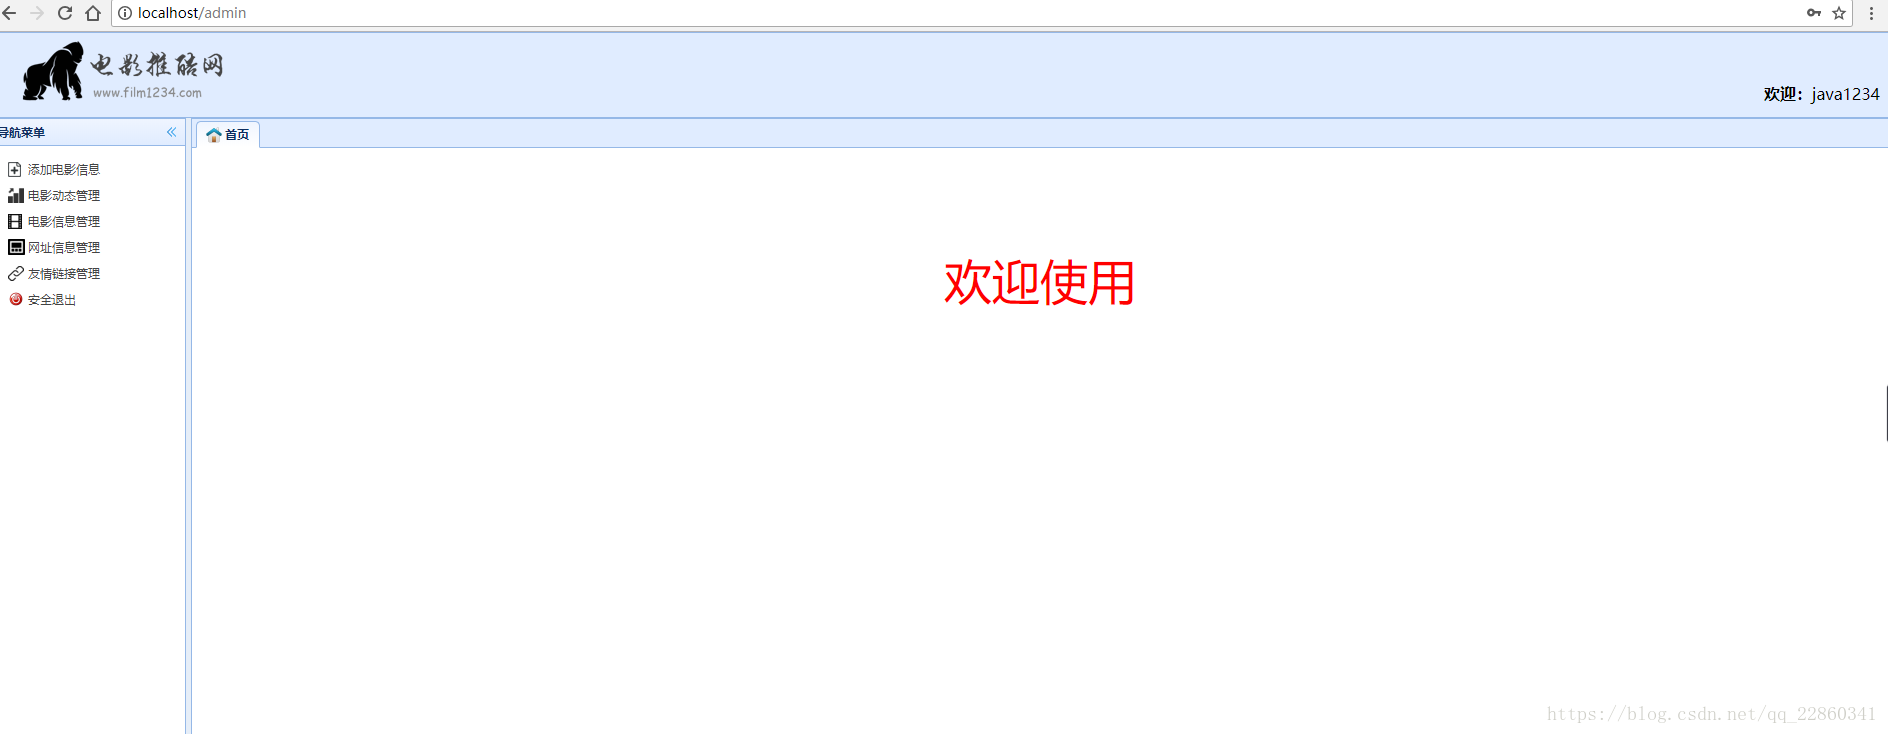 localhost/admin
电影推酷网
www.film1234.com
欢迎：java1234
导航菜单
首页
添加电影信息
电影动态管理
电影信息管理
网址信息管理
友情链接管理
安全退出
欢迎使用
https://blog.csdn.net/qq_22860341